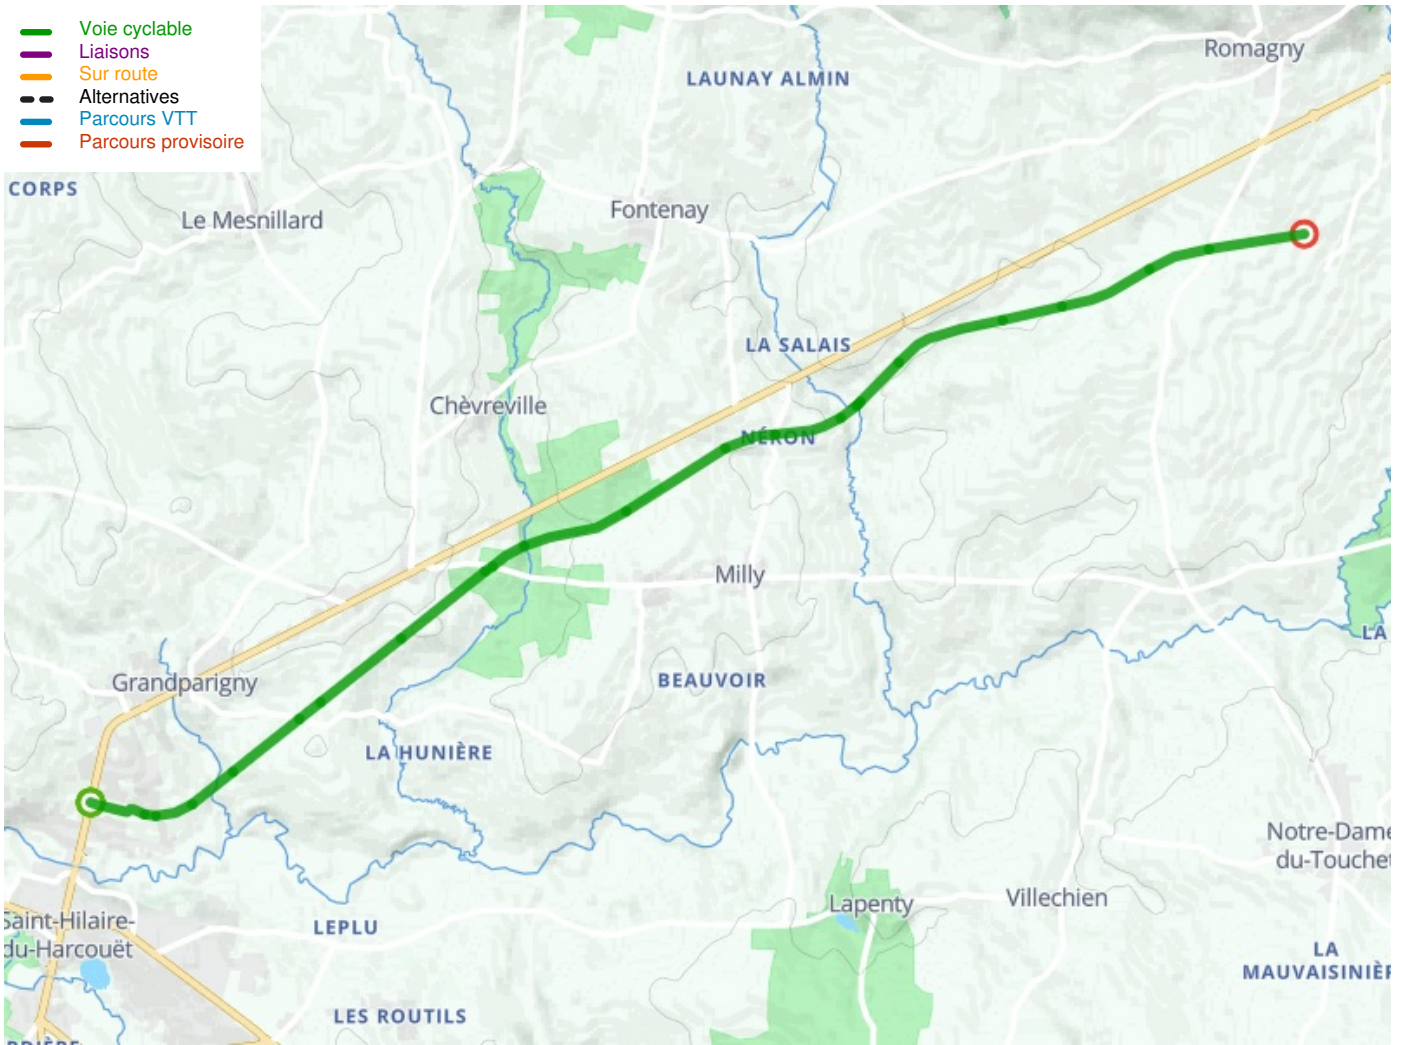 Voie cyclable
Liaisons
Sur route
Alternatives
Parcours VTT
Parcours provisoire
Romagny
LAUNAY ALMIN
CORPS
Le Mesnillard
Fontenay
LA SALAIS
Chèvreville
NÉRON
Milly
LA
Grandparigny
BEAUVOIR
LA HUNIÈRE
Notre-Dame
du-Touchet
Villechien
Lapenty
Saint-Hilaire-
du-Harcouët
LEPLU
LA
MAUVAISINIÈR
LES ROUTILS